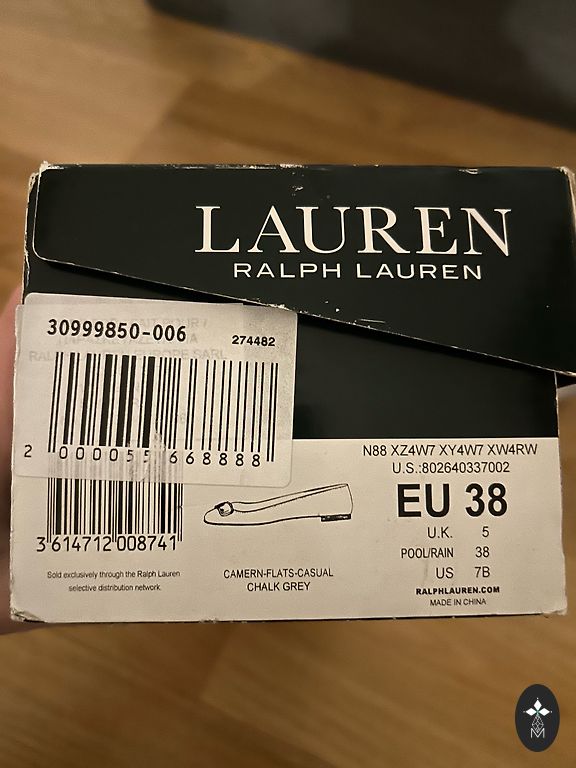 LAUREN
RALPH LAUREN
30999850-006
274482
2 000055 668888
3 614712 008741
Sold exclusively through the Ralph Lauren
selective distribution network.
CAMERN-FLATS-CASUAL
CHALK GREY
N88 XZ4W7 XY4W7 XW4RW
U.S.:802640337002
EU 38
U.K. 5
POOL/RAIN 38
US 7B
RALPHLAUREN.COM
MADE IN CHINA
M